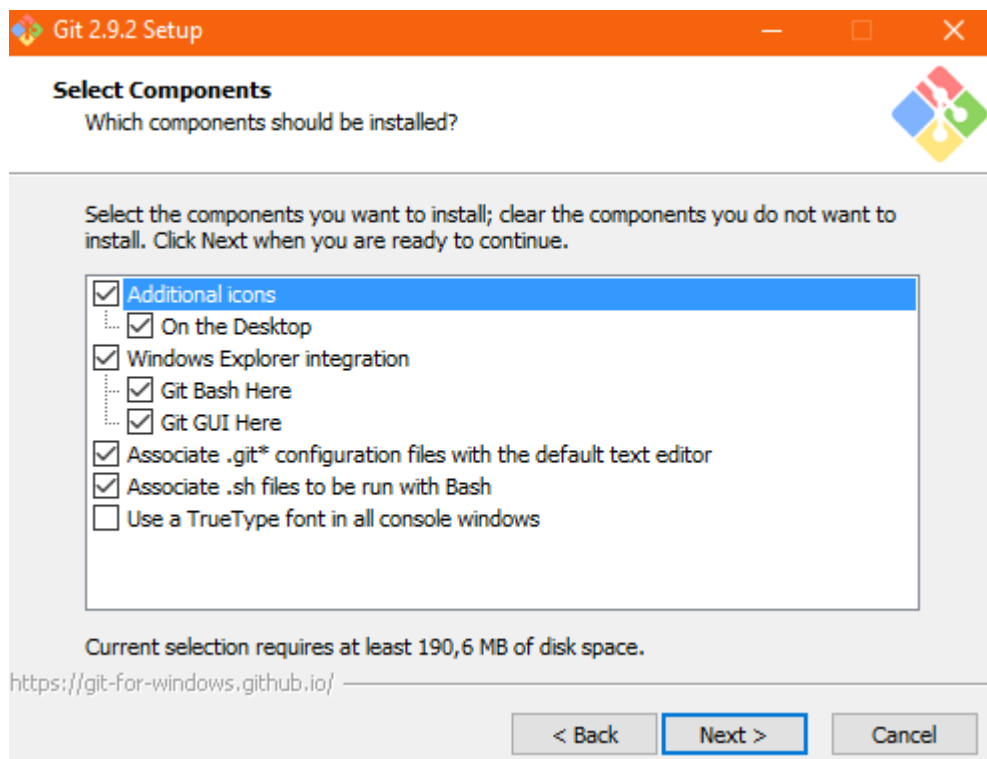 Git 2.9.2 Setup
Select Components
Which components should be installed?
Select the components you want to install; clear the components you do not want to
install. Click Next when you are ready to continue.
Additional icons
On the Desktop
Windows Explorer integration
Git Bash Here
Git GUI Here
Associate .git* configuration files with the default text editor
Associate .sh files to be run with Bash
Use a TrueType font in all console windows
Current selection requires at least 190,6 MB of disk space.
https://git-for-windows.github.io/
< Back Next > Cancel